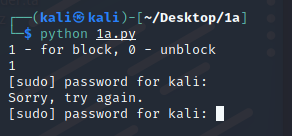 ┌──(kali㉿kali)-[~/Desktop/1a]
└─$ python 1a.py
1 - for block, 0 - unblock
1
[sudo] password for kali:
Sorry, try again.
[sudo] password for kali: